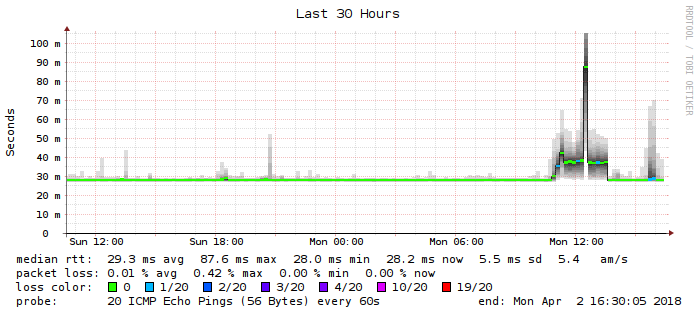 Last 30 Hours
RRDTOOL / TOBI OETIKER
Seconds
100 m
90 m
80 m
70 m
60 m
50 m
40 m
30 m
20 m
10 m
0
Sun 12:00 Sun 18:00 Mon 00:00 Mon 06:00 Mon 12:00
median rtt: 29.3 ms avg 87.6 ms max 28.0 ms min 28.2 ms now 5.5 ms sd 5.4 am/s
packet loss: 0.01 % avg 0.42 % max 0.00 % min 0.00 % now
loss color: 0 1/20 2/20 3/20 4/20 10/20 19/20
probe: 20 ICMP Echo Pings (56 Bytes) every 60s end: Mon Apr 2 16:30:05 2018